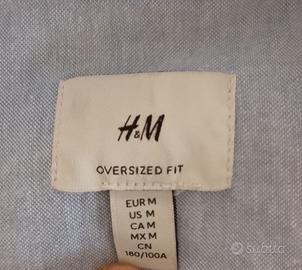 H&M
OVERSIZED FIT
EUR M
US M
CA M
MX M
CN
180/100A
subito